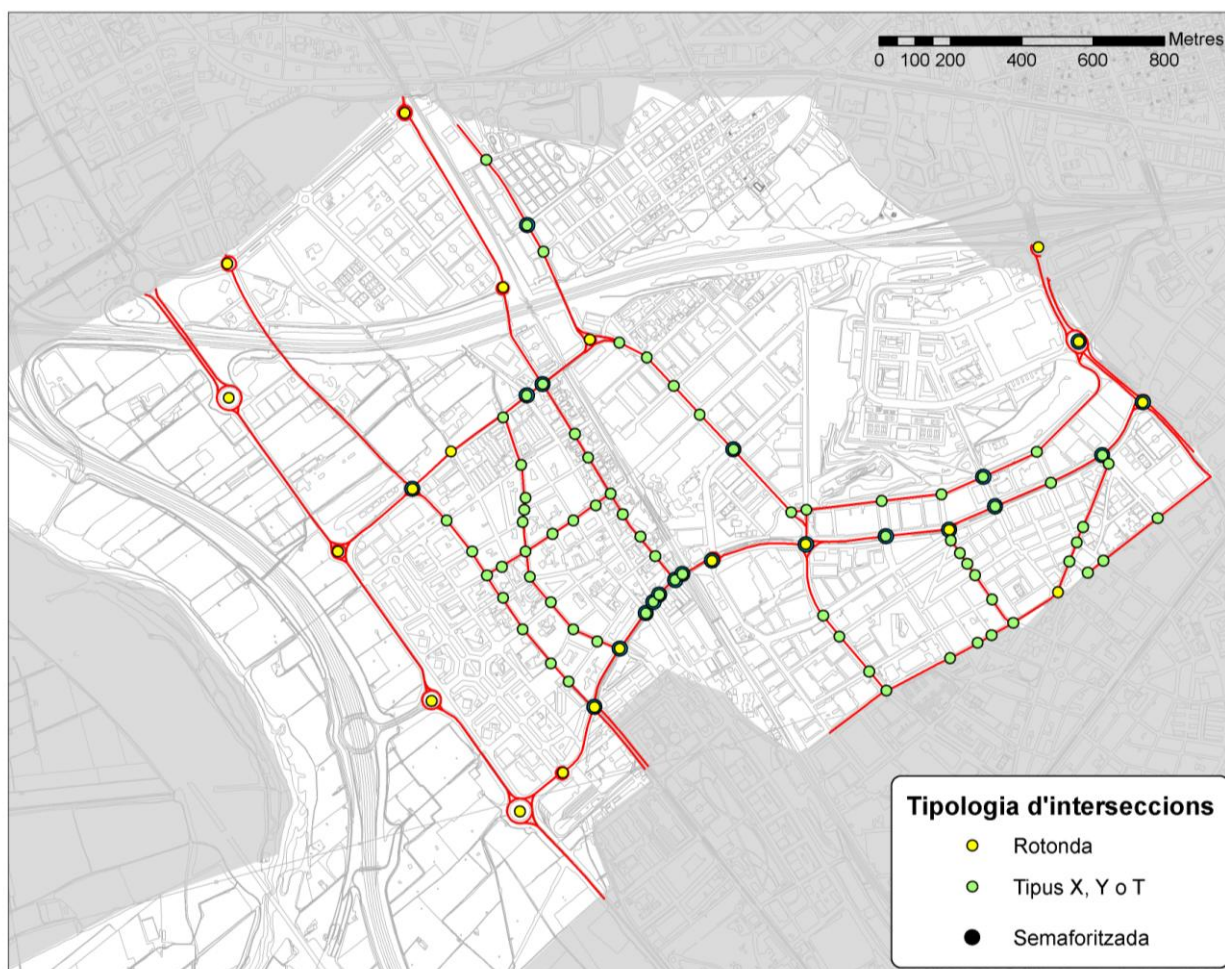 Metres
0 100 200 400 600 800
Tipologia d'interseccions
Rotonda
Tipus X, Y o T
Semaforitzada